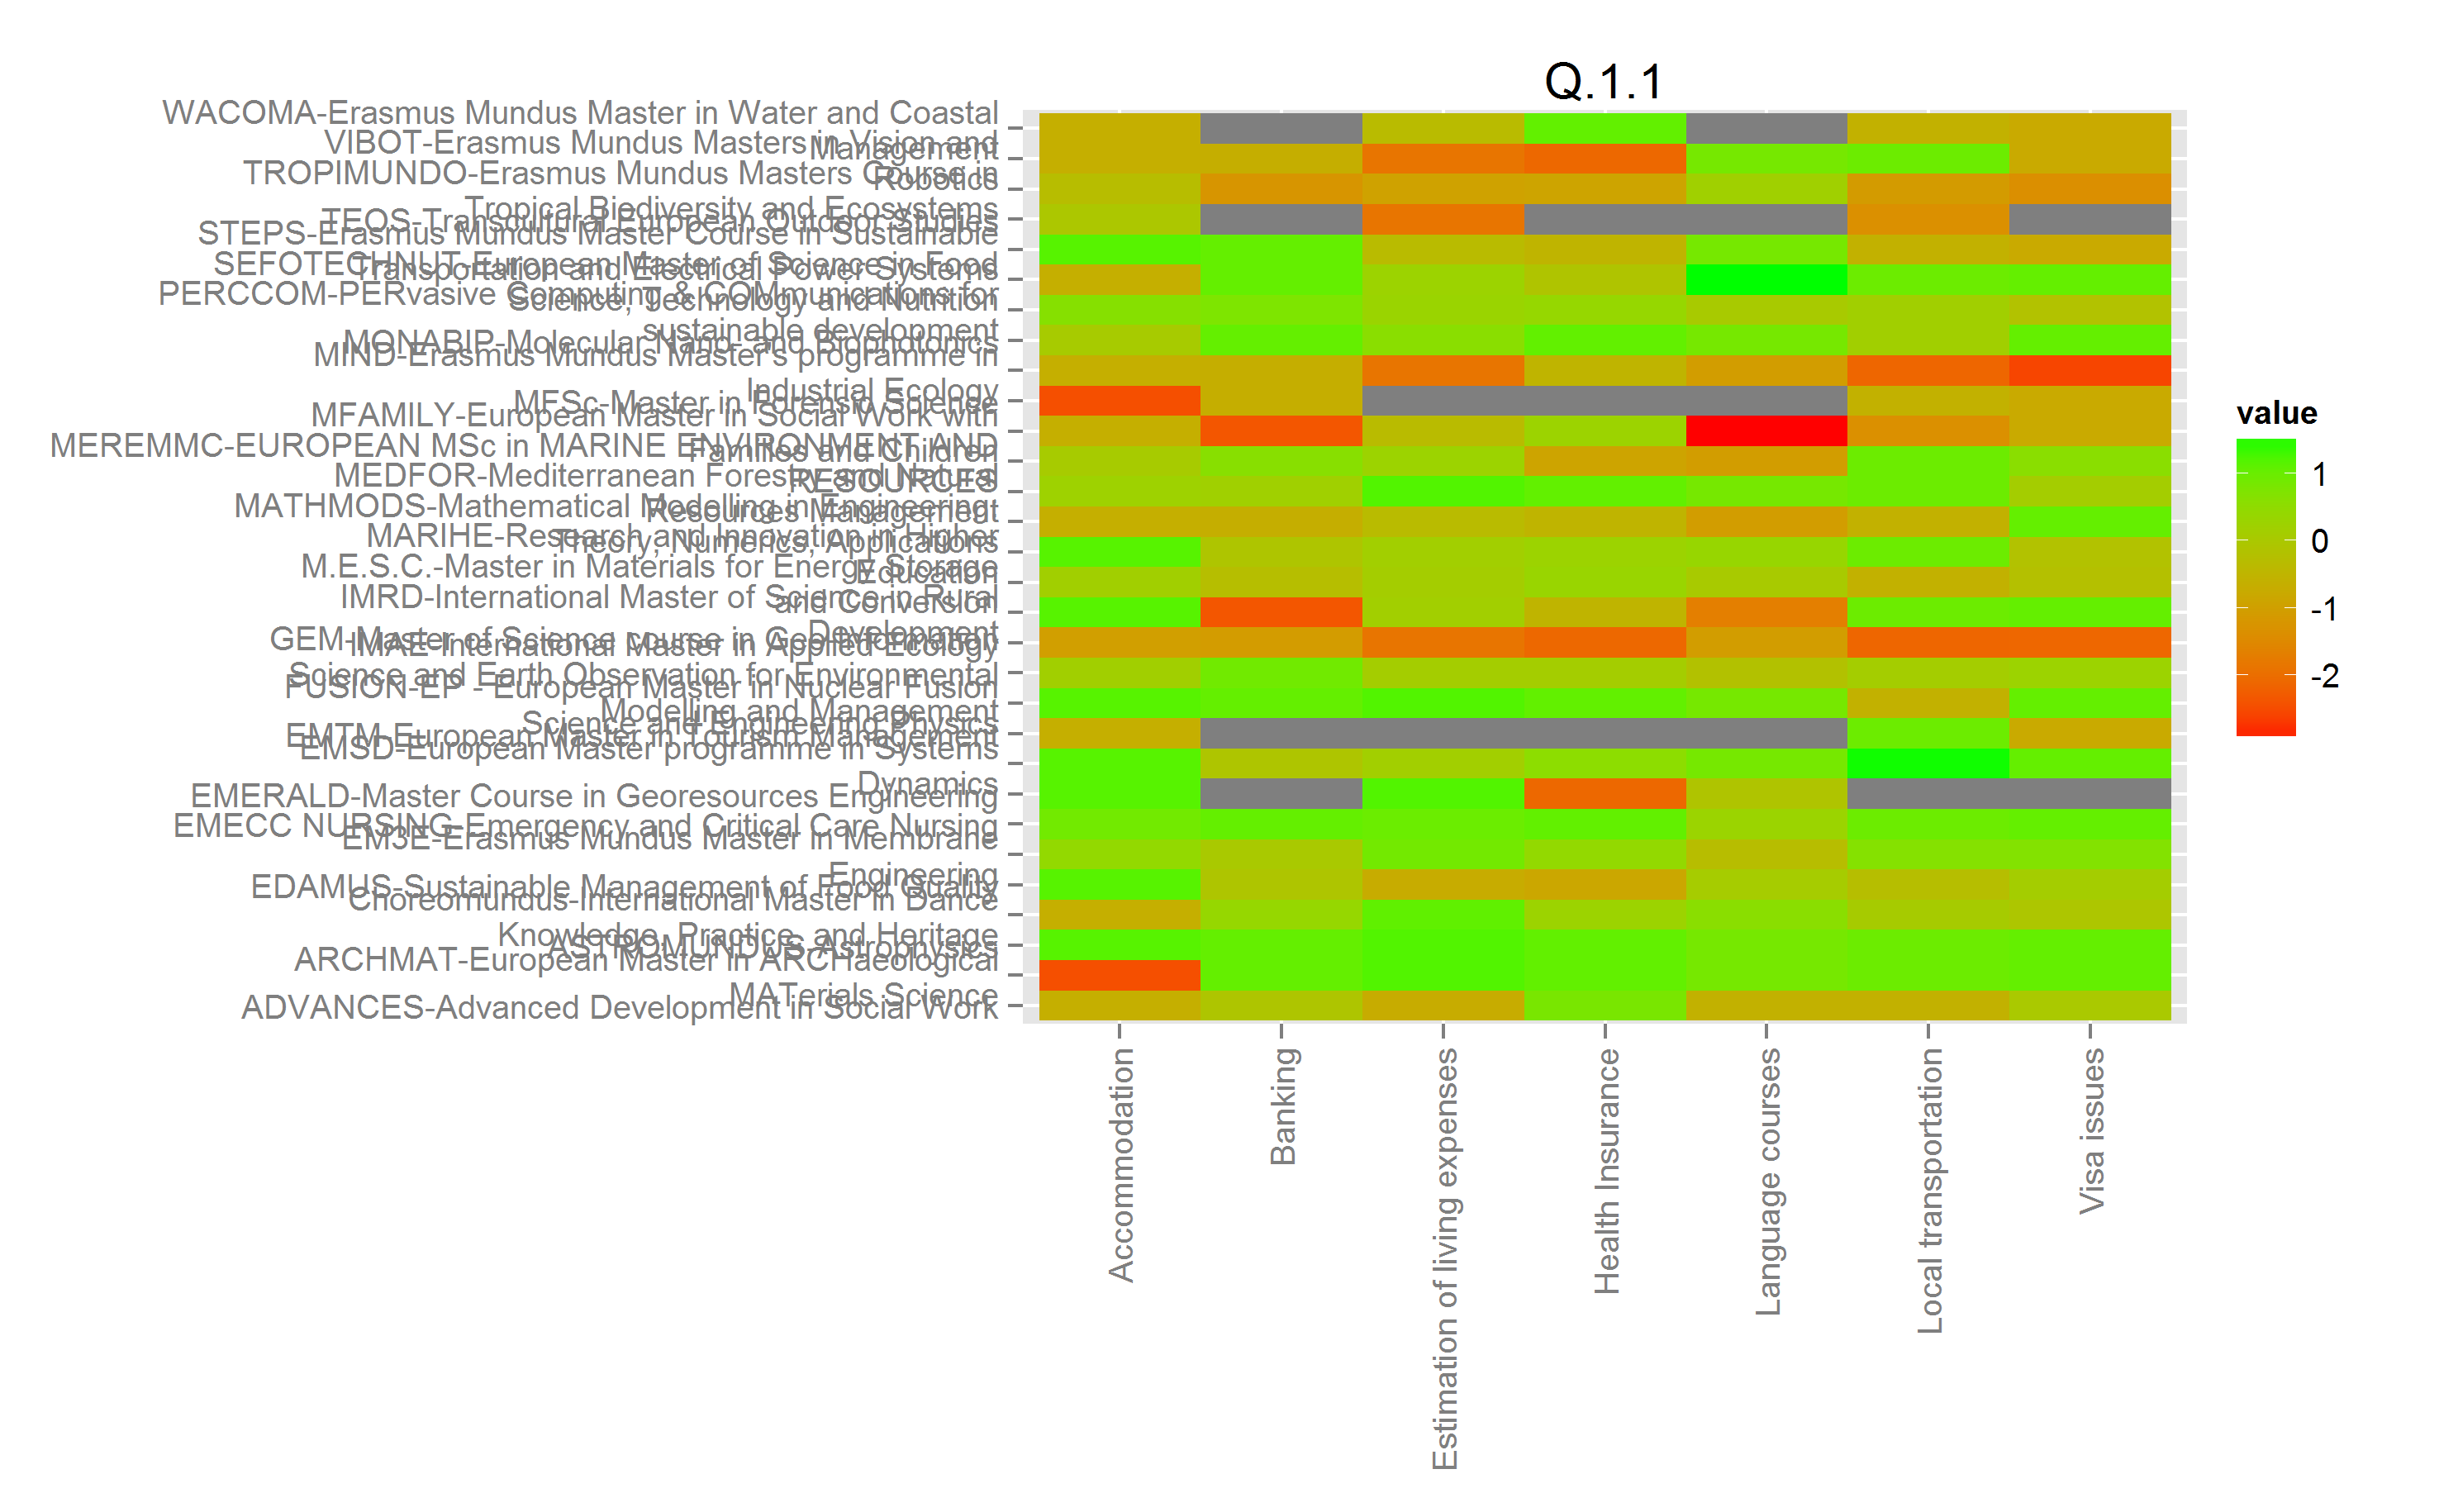 Q.1.1
WACOMA-Erasmus Mundus Master in Water and Coastal
Management
VIBOT-Erasmus Mundus Masters in Vision and
Robotics
TROPIMUNDO-Erasmus Mundus Masters Course in
Tropical Biodiversity and Ecosystems
TEOS-Transcultural European Outdoor Studies
STEPS-Erasmus Mundus Master Course in Sustainable
Transportation and Electrical Power Systems
SEFOTECHNUT-European Master of Science in Food
Science, Technology and Nutrition
PERCCOM-PERvasive Computing & COMmunications for
sustainable development
MONABIP-Molecular Nano- and Biophotonics
MIND-Erasmus Mundus Master's programme in
Industrial Ecology
MFSc-Master in Forensic Science
MFAMILY-European Master in Social Work with
Families and Children
MEREMMC-EUROPEAN MSc in MARINE ENVIRONMENT AND
RESOURCES
MEDFOR-Mediterranean Forestry and Natural
Resources Management
MATHMODS-Mathematical Modelling in Engineering:
Theory, Numerics, Applications
MARIHE-Research and Innovation in Higher
Education
M.E.S.C.-Master in Materials for Energy Storage
and Conversion
IMRD-International Master of Science in Rural
Development
IMAE-International Master in Applied Ecology
GEM-Master of Science course in Geo-Information
Science and Earth Observation for Environmental
Modelling and Management
FUSION-EP - European Master in Nuclear Fusion
Science and Engineering Physics
EMTM-European Master in Tourism Management
EMSD-European Master programme in Systems
Dynamics
EMERALD-Master Course in Georesources Engineering
EMECC NURSING-Emergency and Critical Care Nursing
EM3E-Erasmus Mundus Master in Membrane
Engineering
EDAMUS-Sustainable Management of Food Quality
Choreomundus-International Master in Dance
Knowledge, Practice, and Heritage
ASTROMUNDUS-Astrophysics
ARCHMAT-European Master in ARCHaeological
MATerials Science
ADVANCES-Advanced Development in Social Work
Accommodation
Banking
Estimation of living expenses
Health Insurance
Language courses
Local transportation
Visa issues
value
1
0
-1
-2